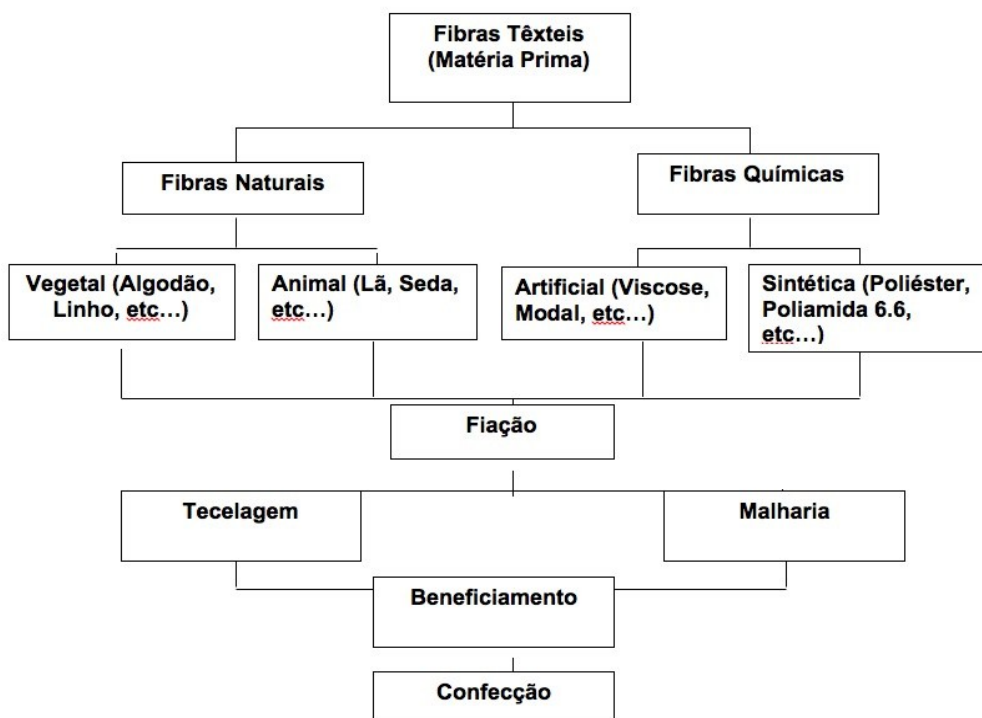 Fibras Têxteis
(Matéria Prima)
Fibras Naturais
Fibras Químicas
Vegetal (Algodão,
Linho, etc...)
Animal (Lã, Seda,
etc...)
Artificial (Viscose,
Modal, etc...)
Sintética (Poliéster,
Poliamida 6.6,
etc...)
Fiação
Tecelagem
Malharia
Beneficiamento
Confecção